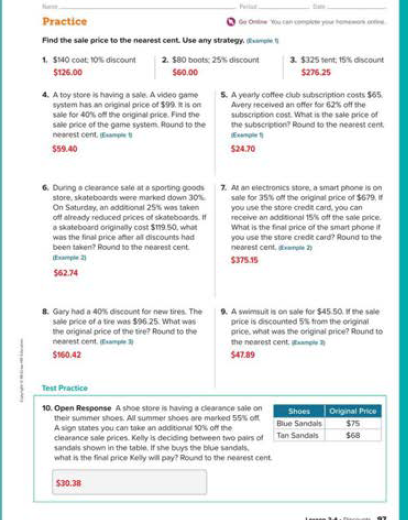 Name
Period
Date
Practice
Go Online You can complete your homework online.
Find the sale price to the nearest cent. Use any strategy. (Example 1)
1. $140 coat; 10% discount
$126.00
2. $80 boots; 25% discount
$60.00
3. $325 tent; 15% discount
$276.25
4. A toy store is having a sale. A video game
system has an original price of $99. It is on
sale for 40% off the original price. Find the
sale price of the game system. Round to the
nearest cent. (Example 1)
$59.40
5. A yearly coffee club subscription costs $65.
Avery received an offer for 62% off the
subscription cost. What is the sale price of
the subscription? Round to the nearest cent.
(Example 1)
$24.70
6. During a clearance sale at a sporting goods
store, skateboards were marked down 30%.
On Saturday, an additional 25% was taken
off already reduced prices of skateboards. If
a skateboard originally cost $119.50, what
was the final price after all discounts had
been taken? Round to the nearest cent.
(Example 2)
$62.74
7. At an electronics store, a smart phone is on
sale for 35% off the original price of $679. If
you use the store credit card, you can
receive an additional 15% off the sale price.
What is the final price of the smart phone if
you use the store credit card? Round to the
nearest cent. (Example 2)
$375.15
8. Gary had a 40% discount for new tires. The
sale price of a tire was $96.25. What was
the original price of the tire? Round to the
nearest cent. (Example 3)
$160.42
9. A swimsuit is on sale for $45.50. If the sale
price is discounted 5% from the original
price, what was the original price? Round to
the nearest cent. (Example 3)
$47.89
Copyright © McGraw-Hill Education
Test Practice
10. Open Response A shoe store is having a clearance sale on
their summer shoes. All summer shoes are marked 55% off.
A sign states you can take an additional 10% off the
clearance sale prices. Kelly is deciding between two pairs of
sandals shown in the table. If she buys the blue sandals,
what is the final price Kelly will pay? Round to the nearest cent.
Shoes Original Price
Blue Sandals $75
Tan Sandals $68
$30.38
Lesson 2-4 • Discounts 97